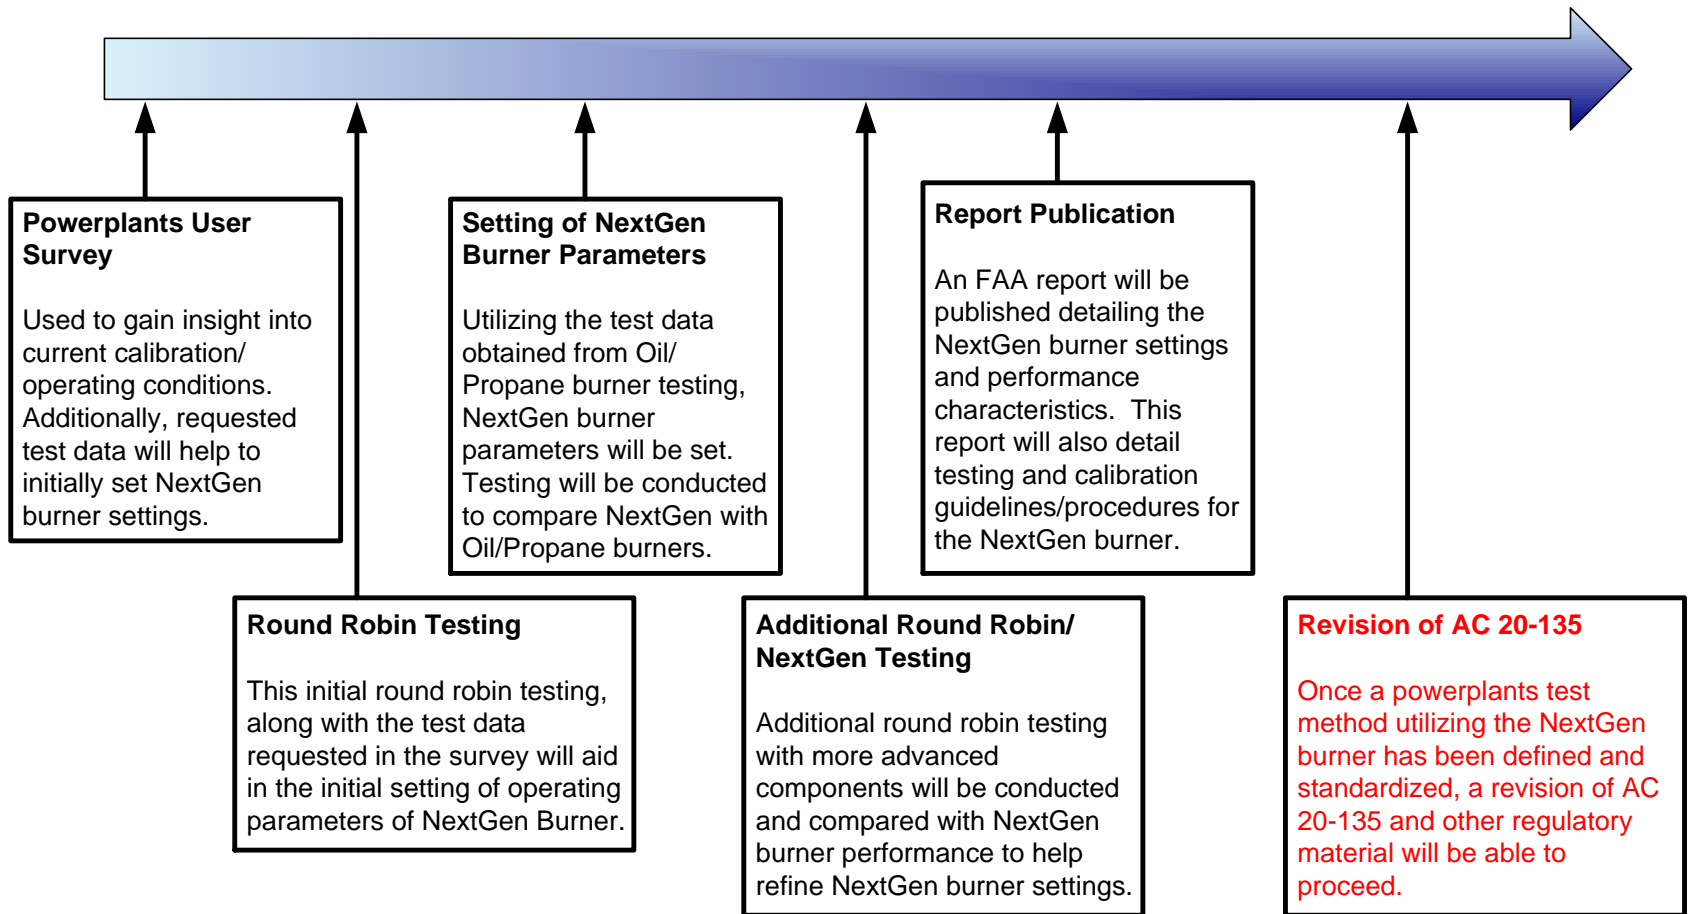 Powerplants User
Survey
Used to gain insight into
current calibration/
operating conditions.
Additionally, requested
test data will help to
initially set NextGen
burner settings.
Round Robin Testing
This initial round robin testing,
along with the test data
requested in the survey will aid
in the initial setting of operating
parameters of NextGen Burner.
Setting of NextGen
Burner Parameters
Utilizing the test data
obtained from Oil/
Propane burner testing,
NextGen burner
parameters will be set.
Testing will be conducted
to compare NextGen with
Oil/Propane burners.
Additional Round Robin/
NextGen Testing
Additional round robin testing
with more advanced
components will be conducted
and compared with NextGen
burner performance to help
refine NextGen burner settings.
Report Publication
An FAA report will be
published detailing the
NextGen burner settings
and performance
characteristics.  This
report will also detail
testing and calibration
guidelines/procedures for
the NextGen burner.
Revision of AC 20-135
Once a powerplants test
method utilizing the NextGen
burner has been defined and
standardized, a revision of AC
20-135 and other regulatory
material will be able to
proceed.